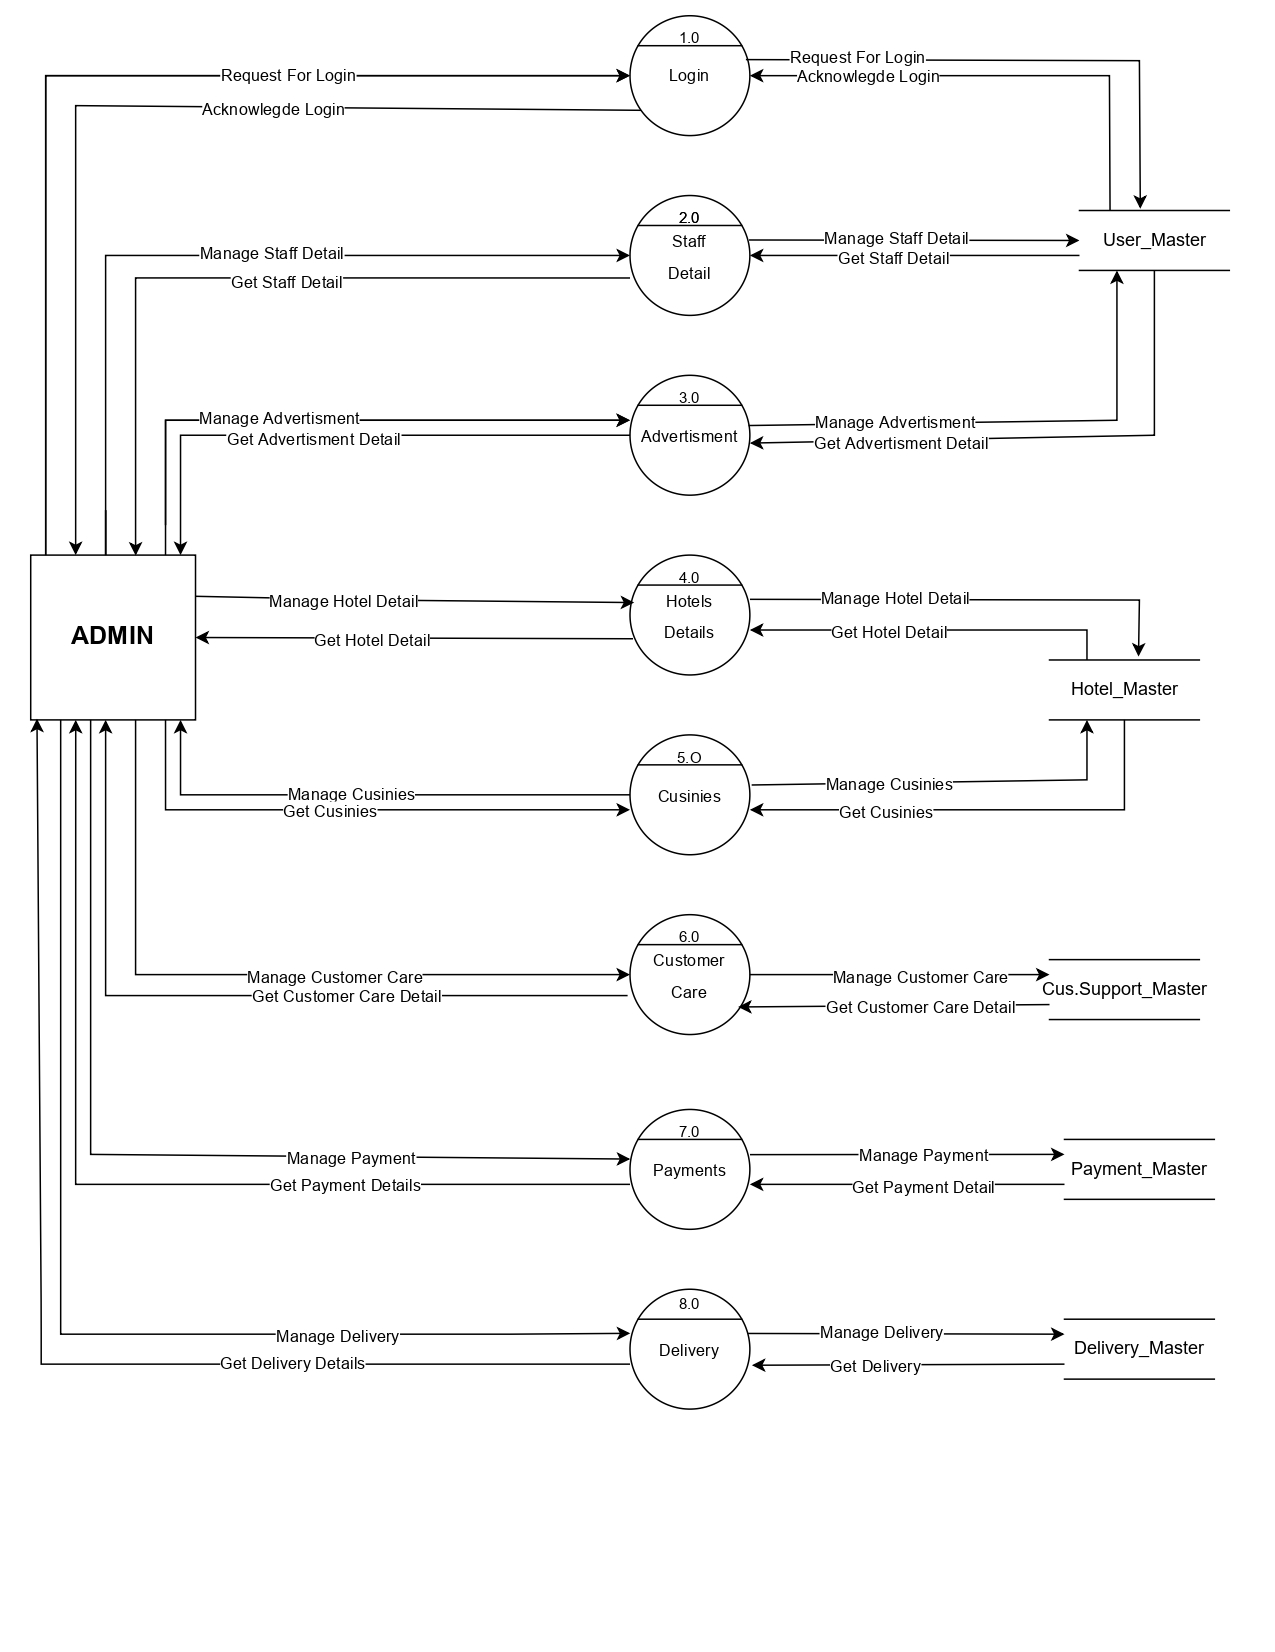 1.0
Login
Request For Login
Acknowlegde Login
Request For Login
Acknowlegde Login
2.0
Staff
Detail
Manage Staff Detail
Get Staff Detail
Manage Staff Detail
Get Staff Detail
User_Master
3.0
Advertisment
Manage Advertisment
Get Advertisment Detail
Manage Advertisment
Get Advertisment Detail
ADMIN
4.0
Hotels
Details
Manage Hotel Detail
Get Hotel Detail
Manage Hotel Detail
Get Hotel Detail
Hotel_Master
5.O
Cusinies
Manage Cusinies
Get Cusinies
Manage Cusinies
Get Cusinies
6.0
Customer
Care
Manage Customer Care
Get Customer Care Detail
Manage Customer Care
Get Customer Care Detail
Cus.Support_Master
7.0
Payments
Manage Payment
Get Payment Details
Manage Payment
Get Payment Detail
Payment_Master
8.0
Delivery
Manage Delivery
Get Delivery Details
Manage Delivery
Get Delivery
Delivery_Master